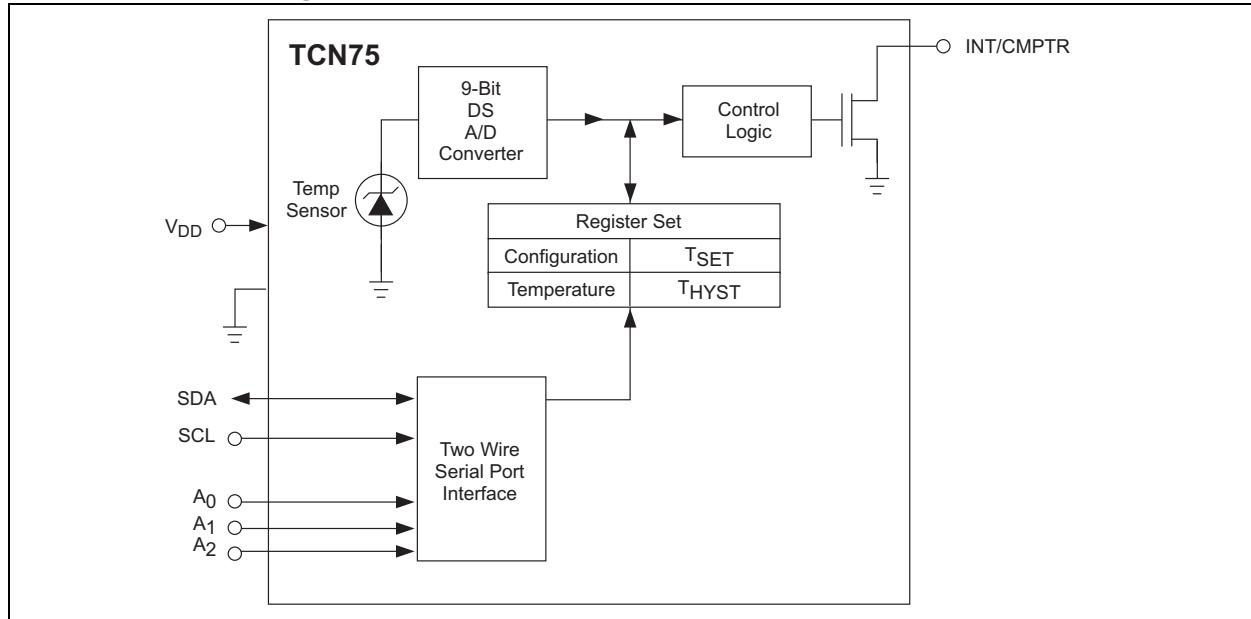 TCN75
INT/CMPTR
9-Bit
DS
A/D
Converter
Control
Logic
Temp
Sensor
VDD
Register Set
Configuration TSET
Temperature THYST
SDA
SCL
A0
A1
A2
Two Wire
Serial Port
Interface